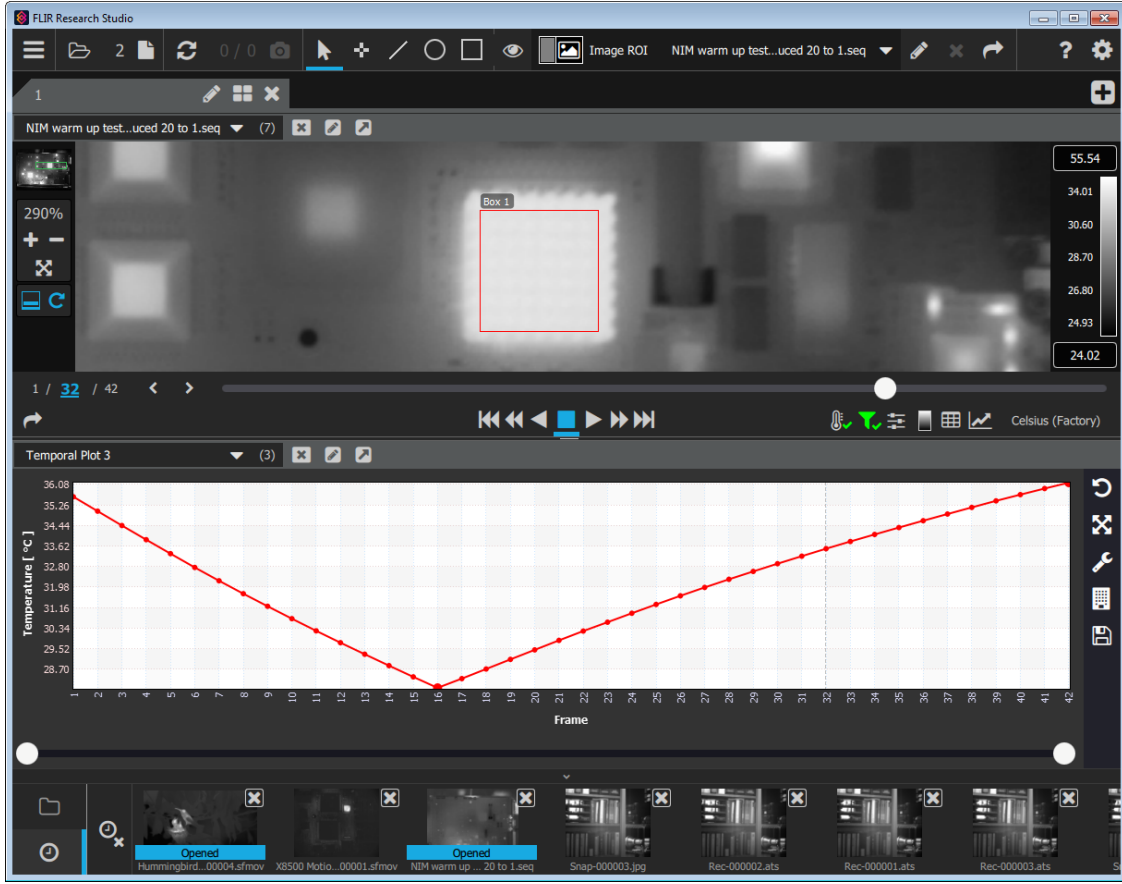 FLIR Research Studio
2 0 / 0 Image ROI NIM warm up test...uced 20 to 1.seq ?
1
NIM warm up test...uced 20 to 1.seq (7)
55.54
290%
34.01
30.60
28.70
26.80
24.93
24.02
Box 1
1 / 32 / 42
Celsius (Factory)
Temporal Plot 3 (3)
36.08
35.26
34.44
33.62
32.80
31.98
31.16
30.34
29.52
28.70
Temperature [ °C ]
1 2 3 4 5 6 7 8 9 10 11 12 13 14 15 16 17 18 19 20 21 22 23 24 25 26 27 28 29 30 31 32 33 34 35 36 37 38 39 40 41 42
Frame
Opened Opened
Hummingbird...00004.sfmov X8500 Motio...00001.sfmov NIM warm up ... 20 to 1.seq Snap-000003.jpg Rec-000002.ats Rec-000001.ats Rec-000003.ats